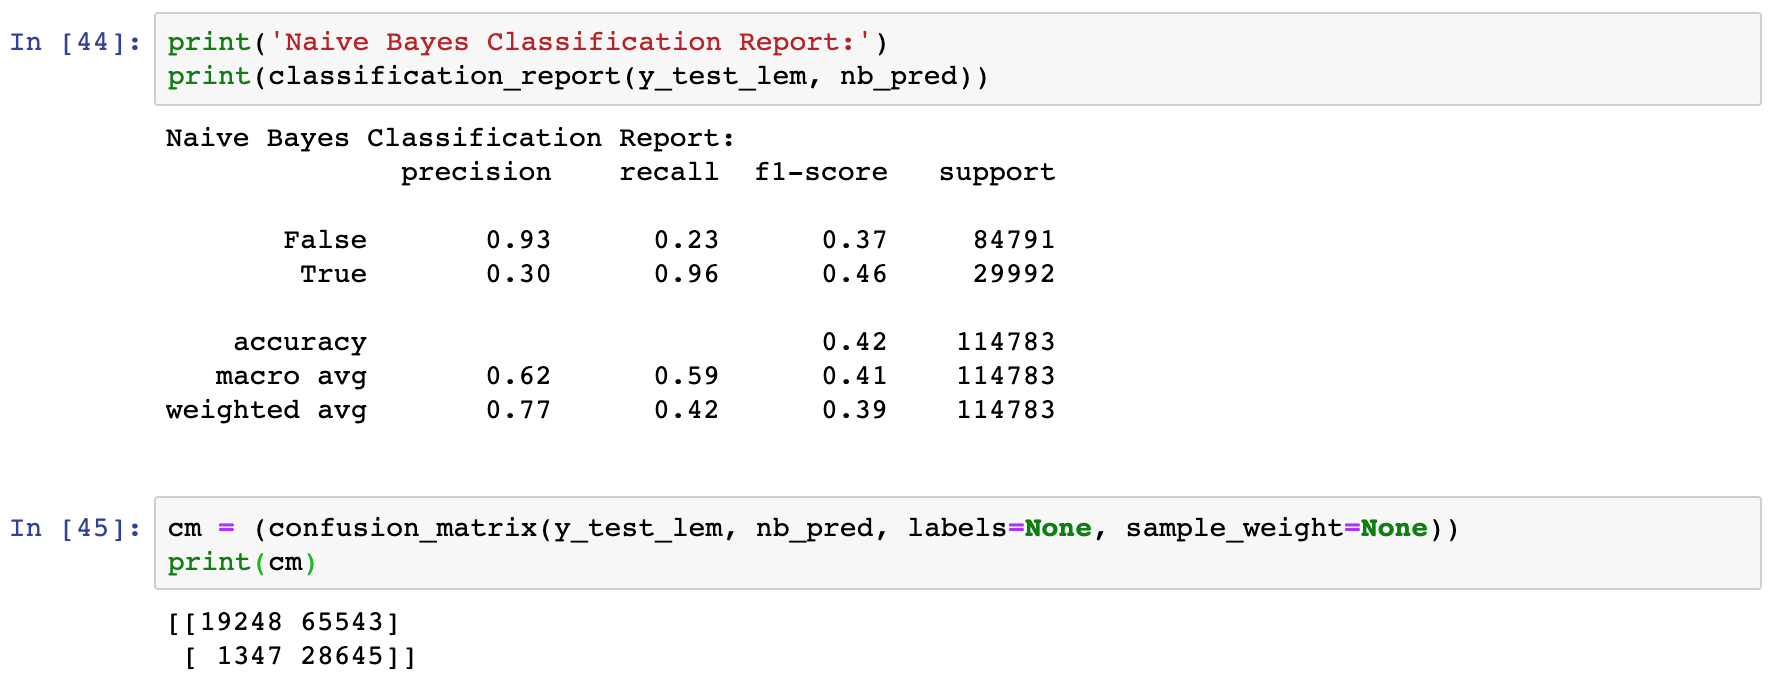 In [44]: print('Naive Bayes Classification Report:')
print(classification_report(y_test_lem, nb_pred))
Naive Bayes Classification Report:
precision recall f1-score support
False 0.93 0.23 0.37 84791
True 0.30 0.96 0.46 29992
accuracy 0.42 114783
macro avg 0.62 0.59 0.41 114783
weighted avg 0.77 0.42 0.39 114783
In [45]: cm = (confusion_matrix(y_test_lem, nb_pred, labels=None, sample_weight=None))
print(cm)
[[19248 65543]
[ 1347 28645]]